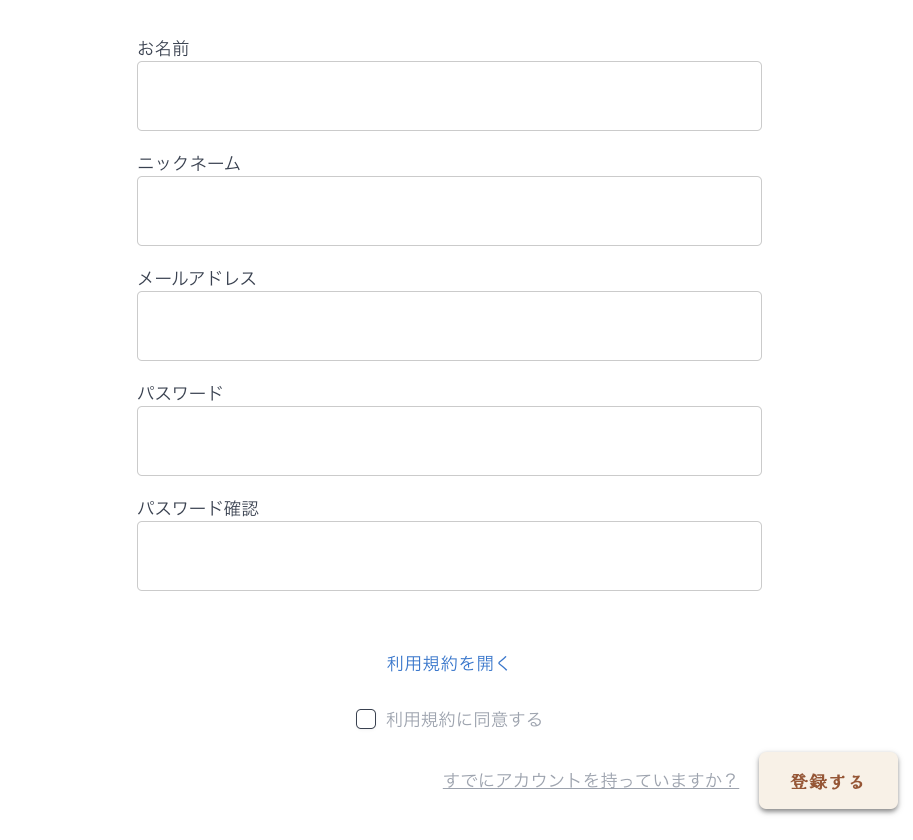 お名前
ニックネーム
メールアドレス
パスワード
パスワード確認
利用規約を開く
利用規約に同意する
すでにアカウントを持っていますか？ 登録する